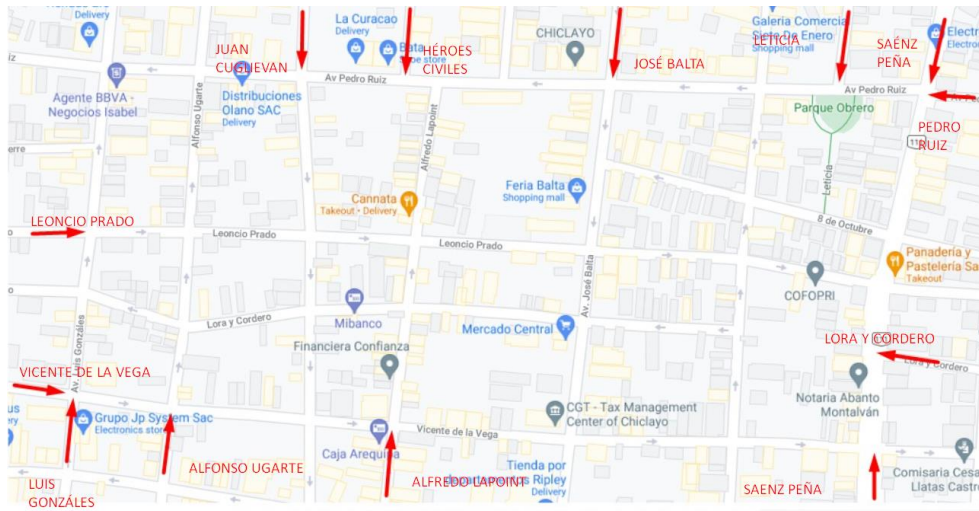 Delivery
La Curacao
Delivery
Bata
Shoe store
JUAN
CUGLIEVAN
HÉROES
CIVILES
CHICLAYO
JOSÉ BALTA
Galería Comercial
Siete De Enero
Shopping mall
LETICIA
SAÉNZ
PEÑA
Electr
Electro
Av Pedro Ruiz
Av Pedro Ruiz
Agente BBVA -
Negocios Isabel
Distribuciones
Olano SAC
Delivery
Alfonso Ugarte
Alfredo Lapoint
Parque Obrero
PEDRO
RUIZ
Leticia
Cannata
Takeout • Delivery
Feria Balta
Shopping mall
8 de Octubre
LEONCIO PRADO
Leoncio Prado
Leoncio Prado
Panadería y
Pastelería Sa
Takeout
COFOPRI
Av. José Balta
Mibanco
Lora y Cordero
Mercado Central
Av. Luis Gonzáles
Financiera Confianza
LORA Y CORDERO
Lora y Cordero
VICENTE DE LA VEGA
Notaria Abanto
Montalván
Grupo Jp System Sac
Electronics store
CGT - Tax Management
Center of Chiclayo
Vicente de la Vega
Caja Arequipa
Tienda por
departamentos Ripley
Delivery
ALFONSO UGARTE
ALFREDO LAPOINT
SAENZ PEÑA
Comisaria Cesa
Llatas Castro
LUIS
GONZÁLES